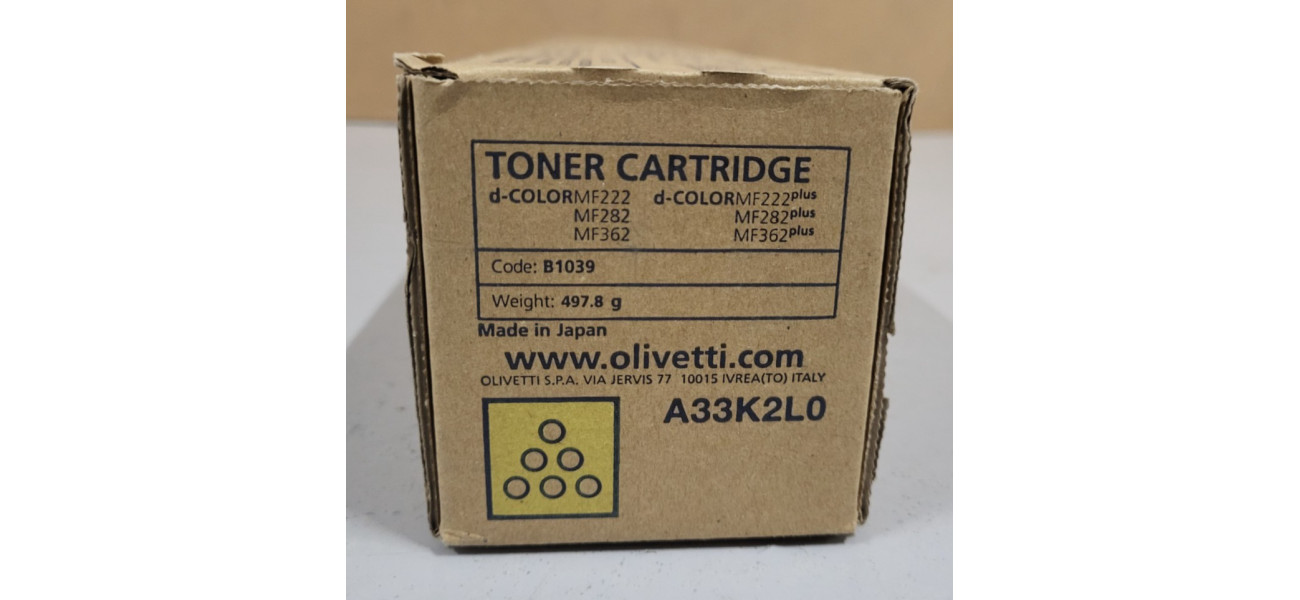 TONER CARTRIDGE
d-COLORMF222 d-COLORMF222plus
MF282 MF282plus
MF362 MF362plus
Code: B1039
Weight: 497.8 g
Made in Japan
www.olivetti.com
OLIVETTI S.P.A. VIA JERVIS 77 10015 IVREA(TO) ITALY
A33K2L0